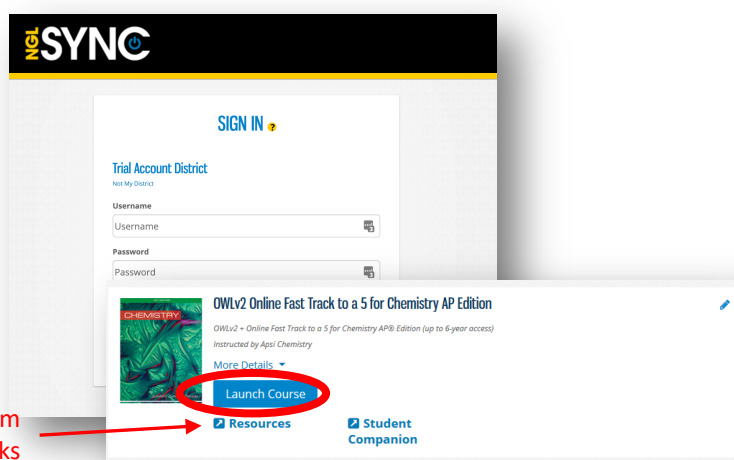 NGL SYNC
SIGN IN ?
Trial Account District
Not My District
Username
Username
Password
Password
CHEMISTRY
OWLv2 Online Fast Track to a 5 for Chemistry AP Edition
OWLv2 + Online Fast Track to a 5 for Chemistry AP® Edition (up to 6-year access)
Instructed by Apsi Chemistry
More Details
Launch Course
Resources
Student
Companion